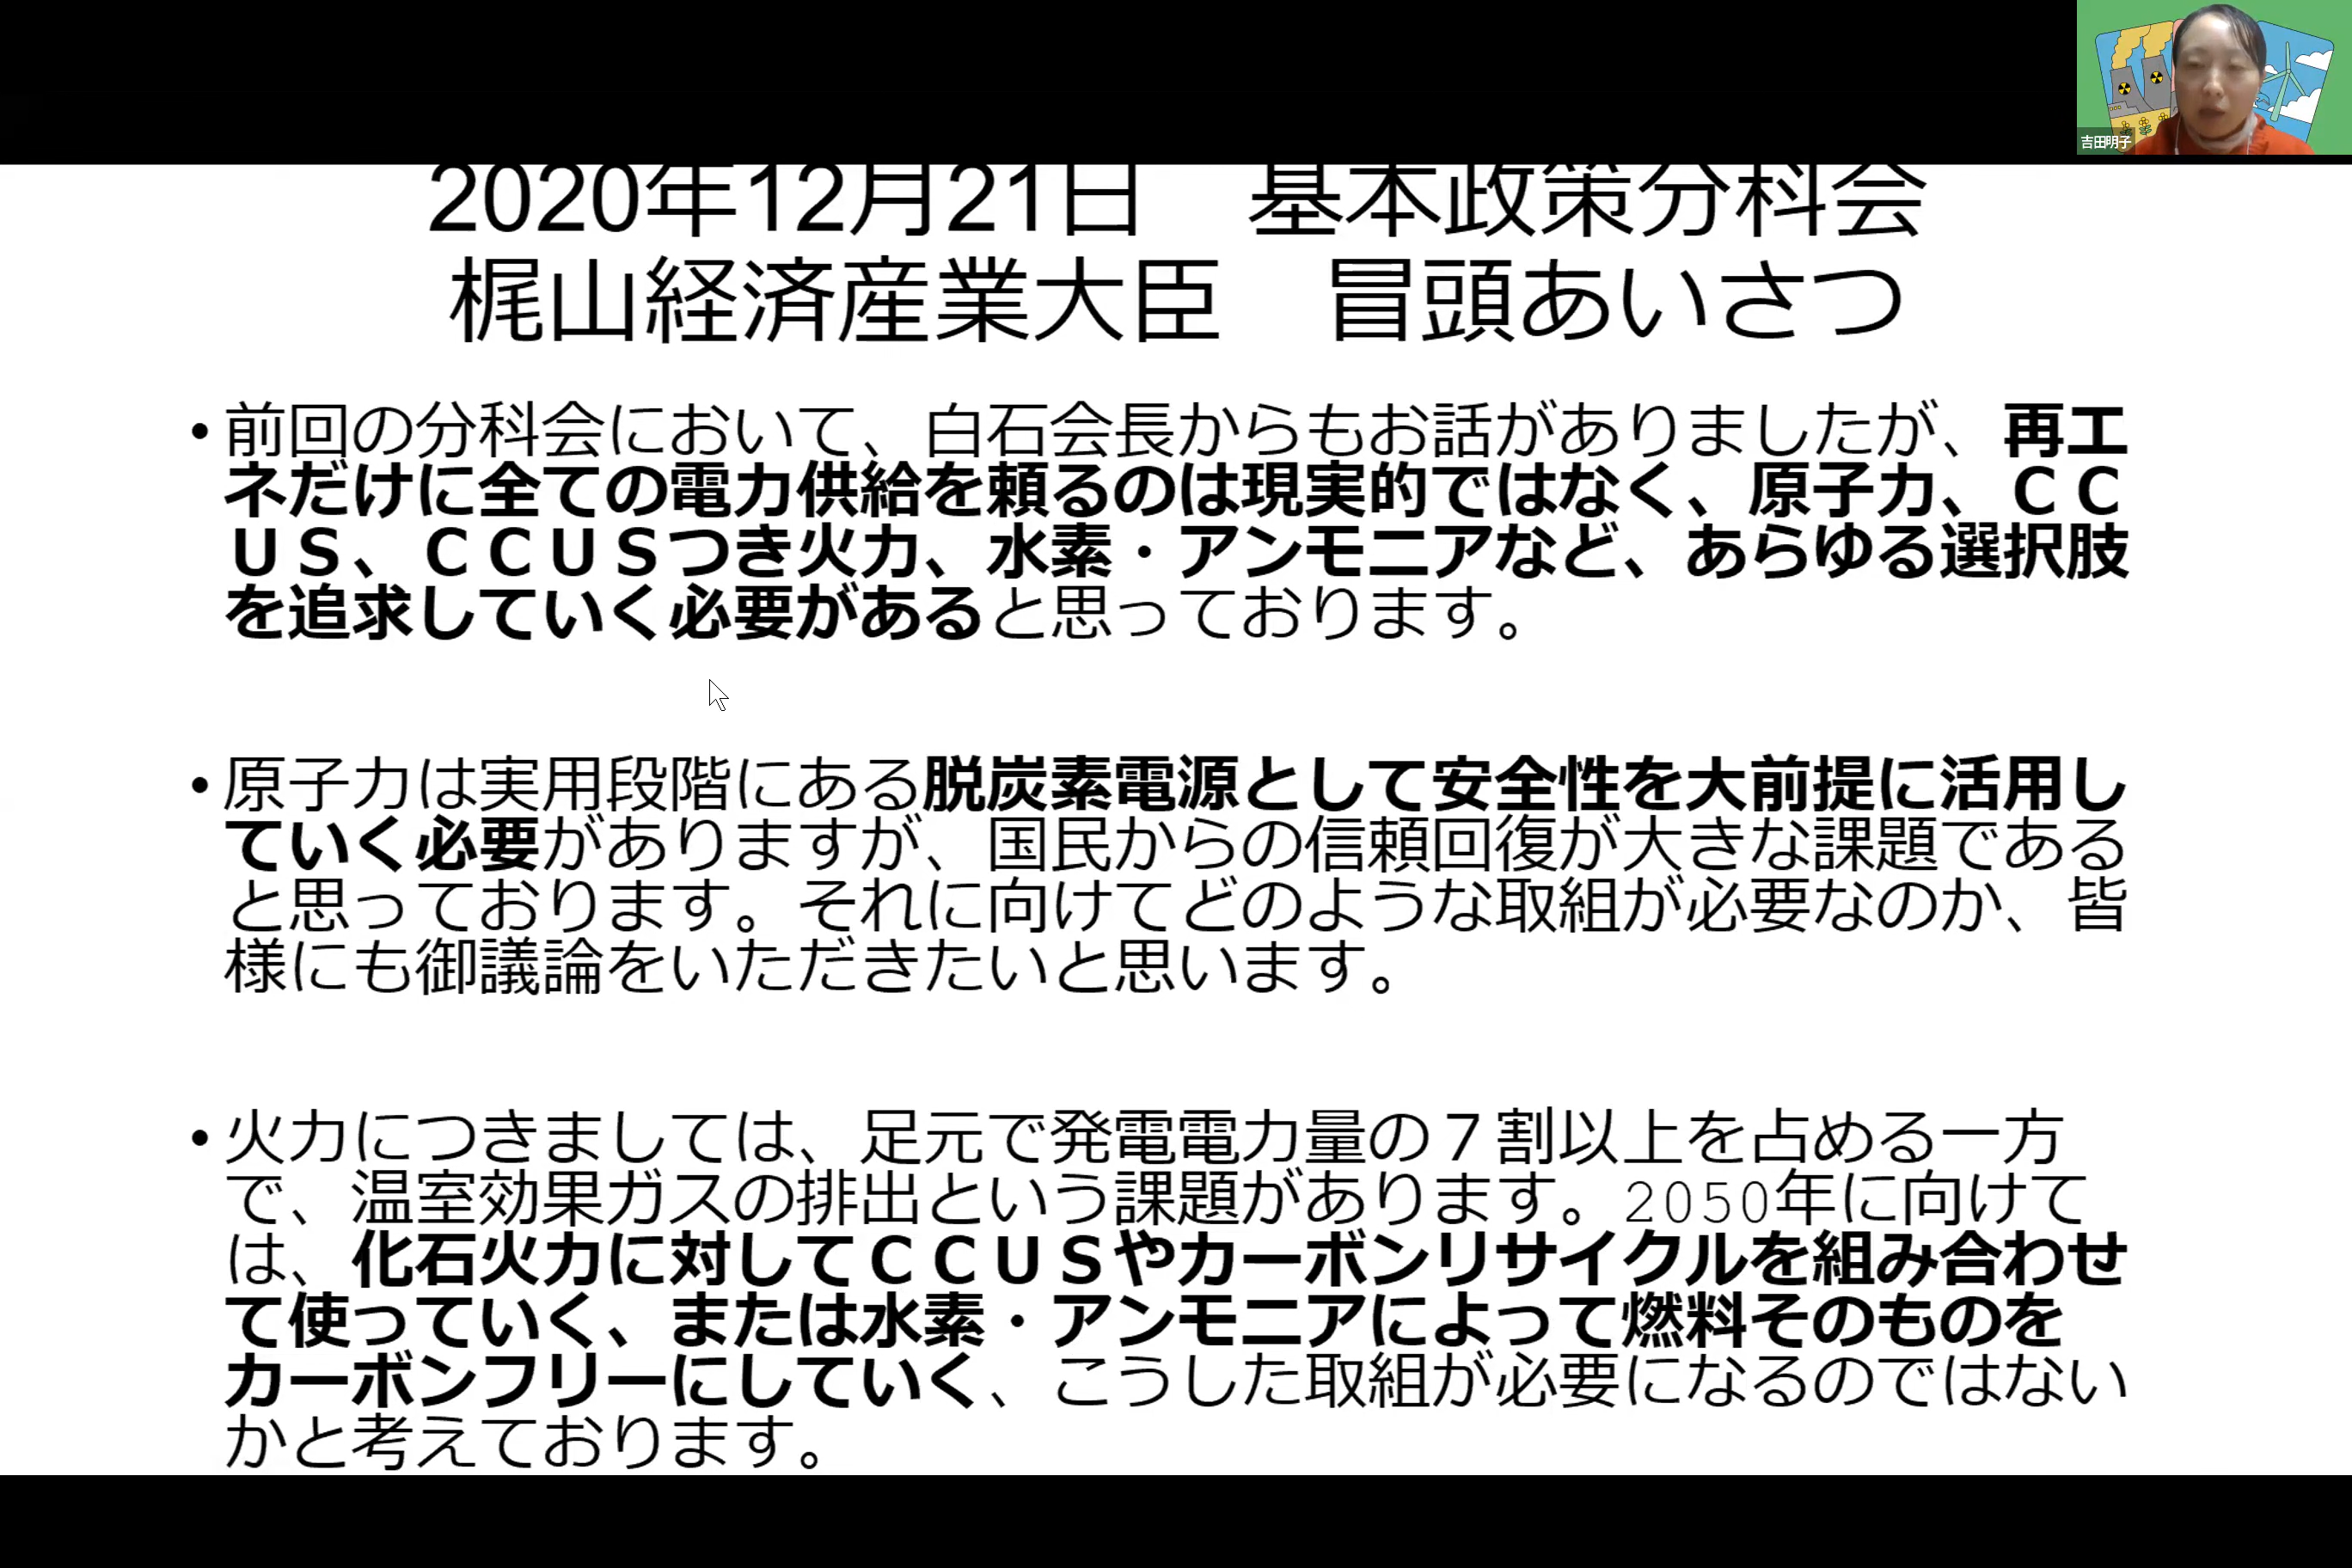 吉田明子
2020年12月21日　基本政策分科会
梶山経済産業大臣　冒頭あいさつ
• 前回の分科会において、白石会長からもお話がありましたが、再エ
ネだけに全ての電力供給を頼るのは現実的ではなく、原子力、ＣＣ
ＵＳ、ＣＣＵＳつき火力、水素・アンモニアなど、あらゆる選択肢
を追求していく必要があると思っております。
• 原子力は実用段階にある脱炭素電源として安全性を大前提に活用し
ていく必要がありますが、国民からの信頼回復が大きな課題である
と思っております。それに向けてどのような取組が必要なのか、皆
様にも御議論をいただきたいと思います。
• 火力につきましては、足元で発電電力量の７割以上を占める一方
で、温室効果ガスの排出という課題があります。2050年に向けて
は、化石火力に対してＣＣＵＳやカーボンリサイクルを組み合わせ
て使っていく、または水素・アンモニアによって燃料そのものを
カーボンフリーにしていく、こうした取組が必要になるのではない
かと考えております。